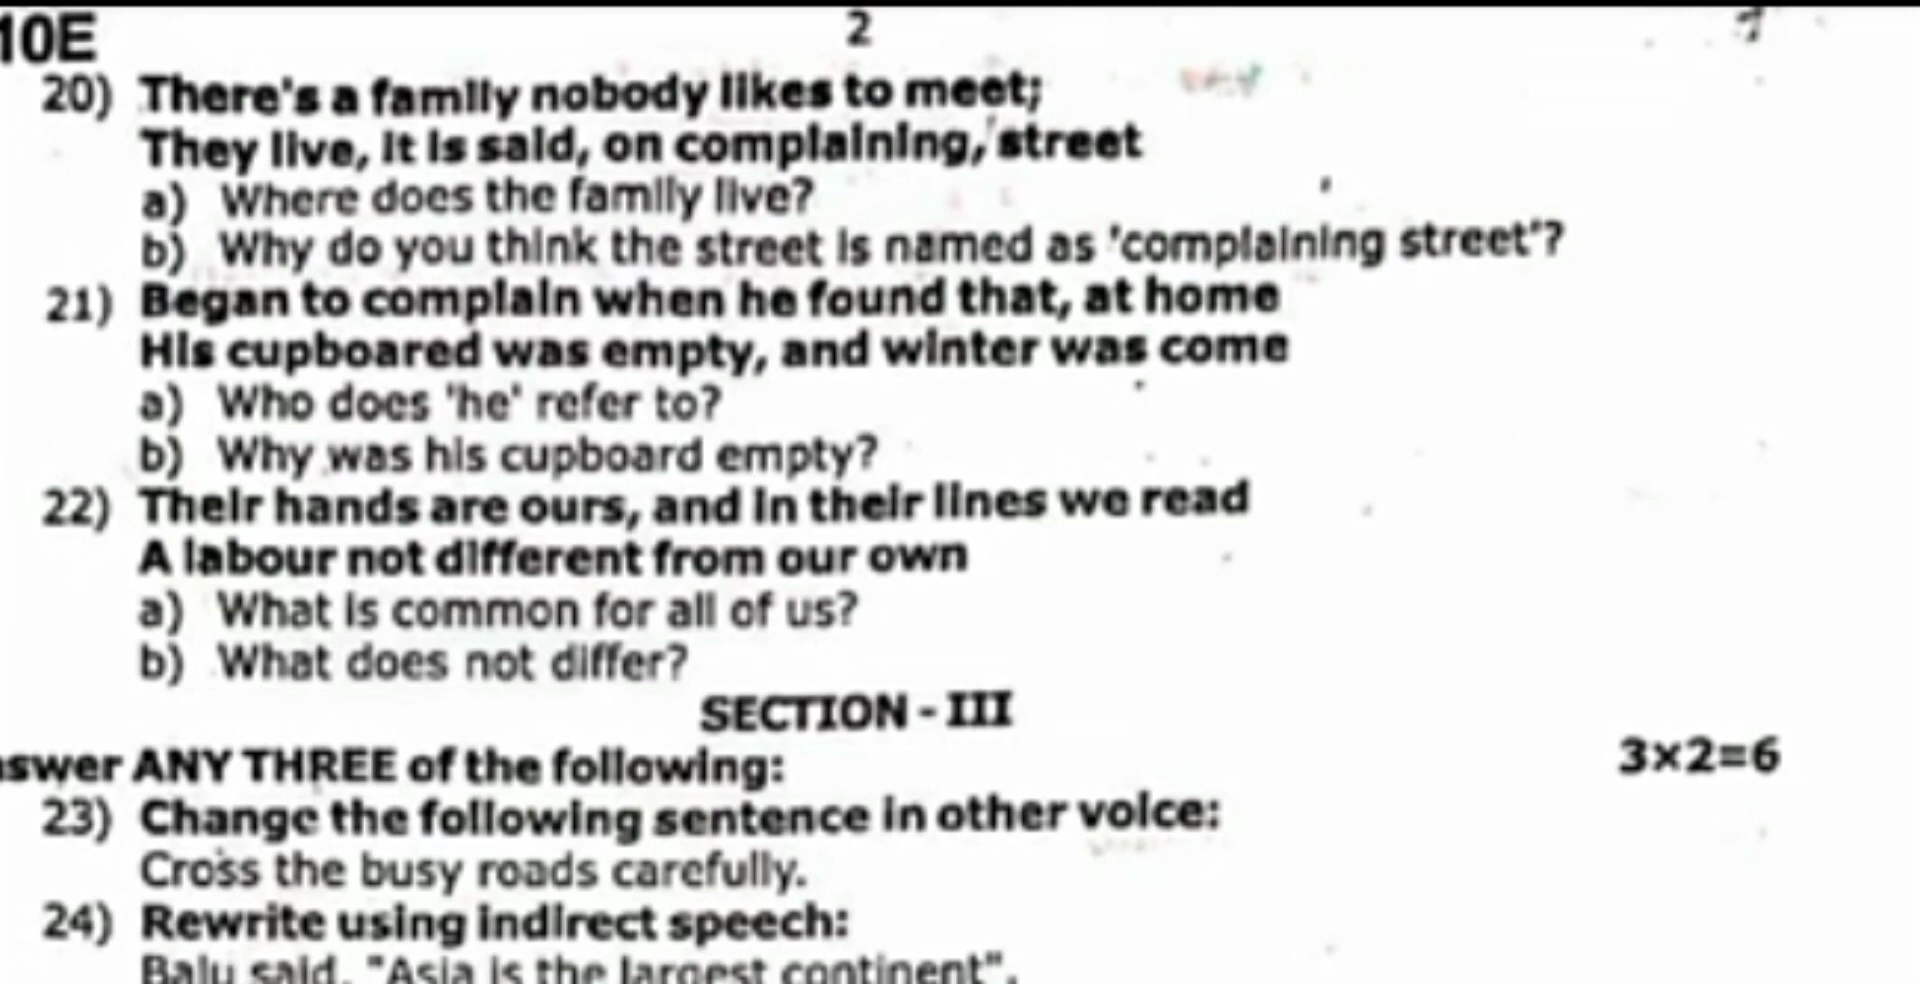 10E
2
20) There's a family nobody likes to meet;
They live, it is said, on complaining, street
a) Where does the family live?
b) Why do you think the street is named as 'complaining street'?
21) Began to complain when he found that, at home
His cupboared was empty, and winter was come
a) Who does 'he' refer to?
b) Why was his cupboard empty?
22) Their hands are ours, and in their lines we read
A labour not different from our own
a) What is common for all of us?
b) What does not differ?
SECTION - III
swer ANY THREE of the following: 3×2=6
23) Change the following sentence in other voice:
Cross the busy roads carefully.
24) Rewrite using indirect speech:
Balu said, "Asia is the largest continent".